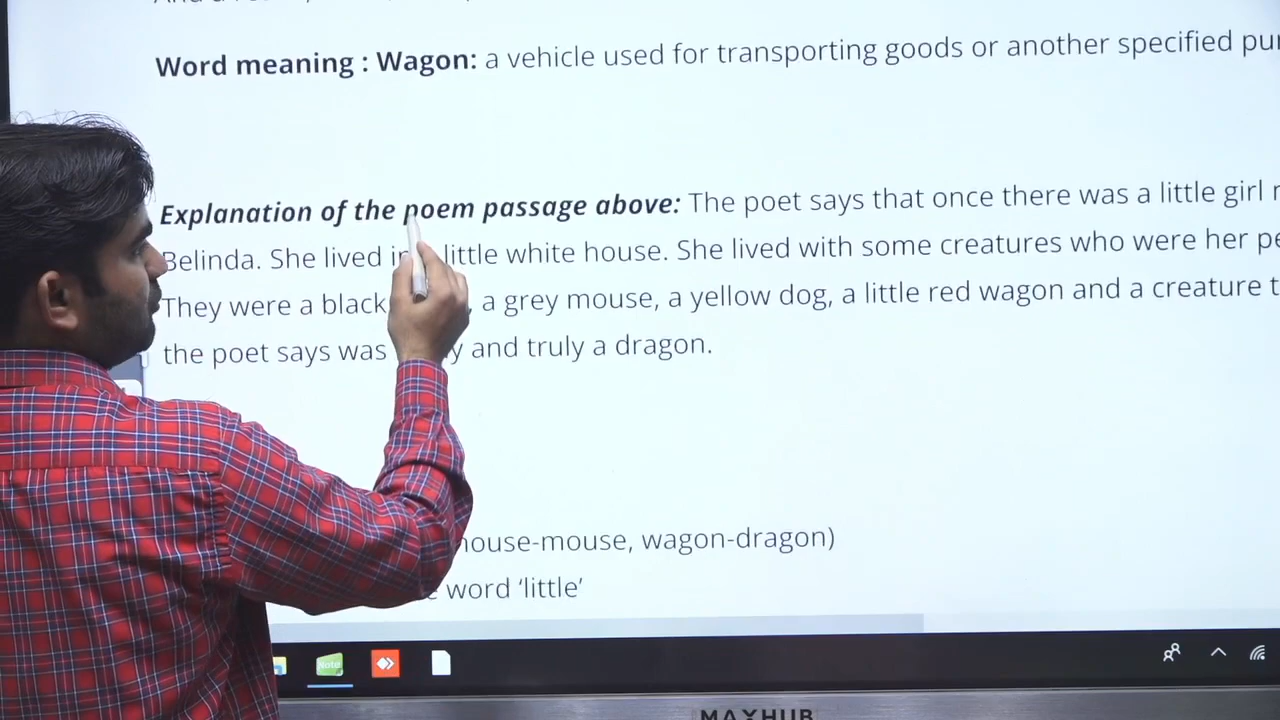 Word meaning : Wagon: a vehicle used for transporting goods or another specified
Explanation of the poem passage above: The poet says that once there was a little girl
Belinda. She lived in little white house. She lived with some creatures who were her
They were a black a grey mouse, a yellow dog, a little red wagon and a creature
the poet says was and truly a dragon.
house-mouse, wagon-dragon)
word ‘little’
Note!
MAXHUB